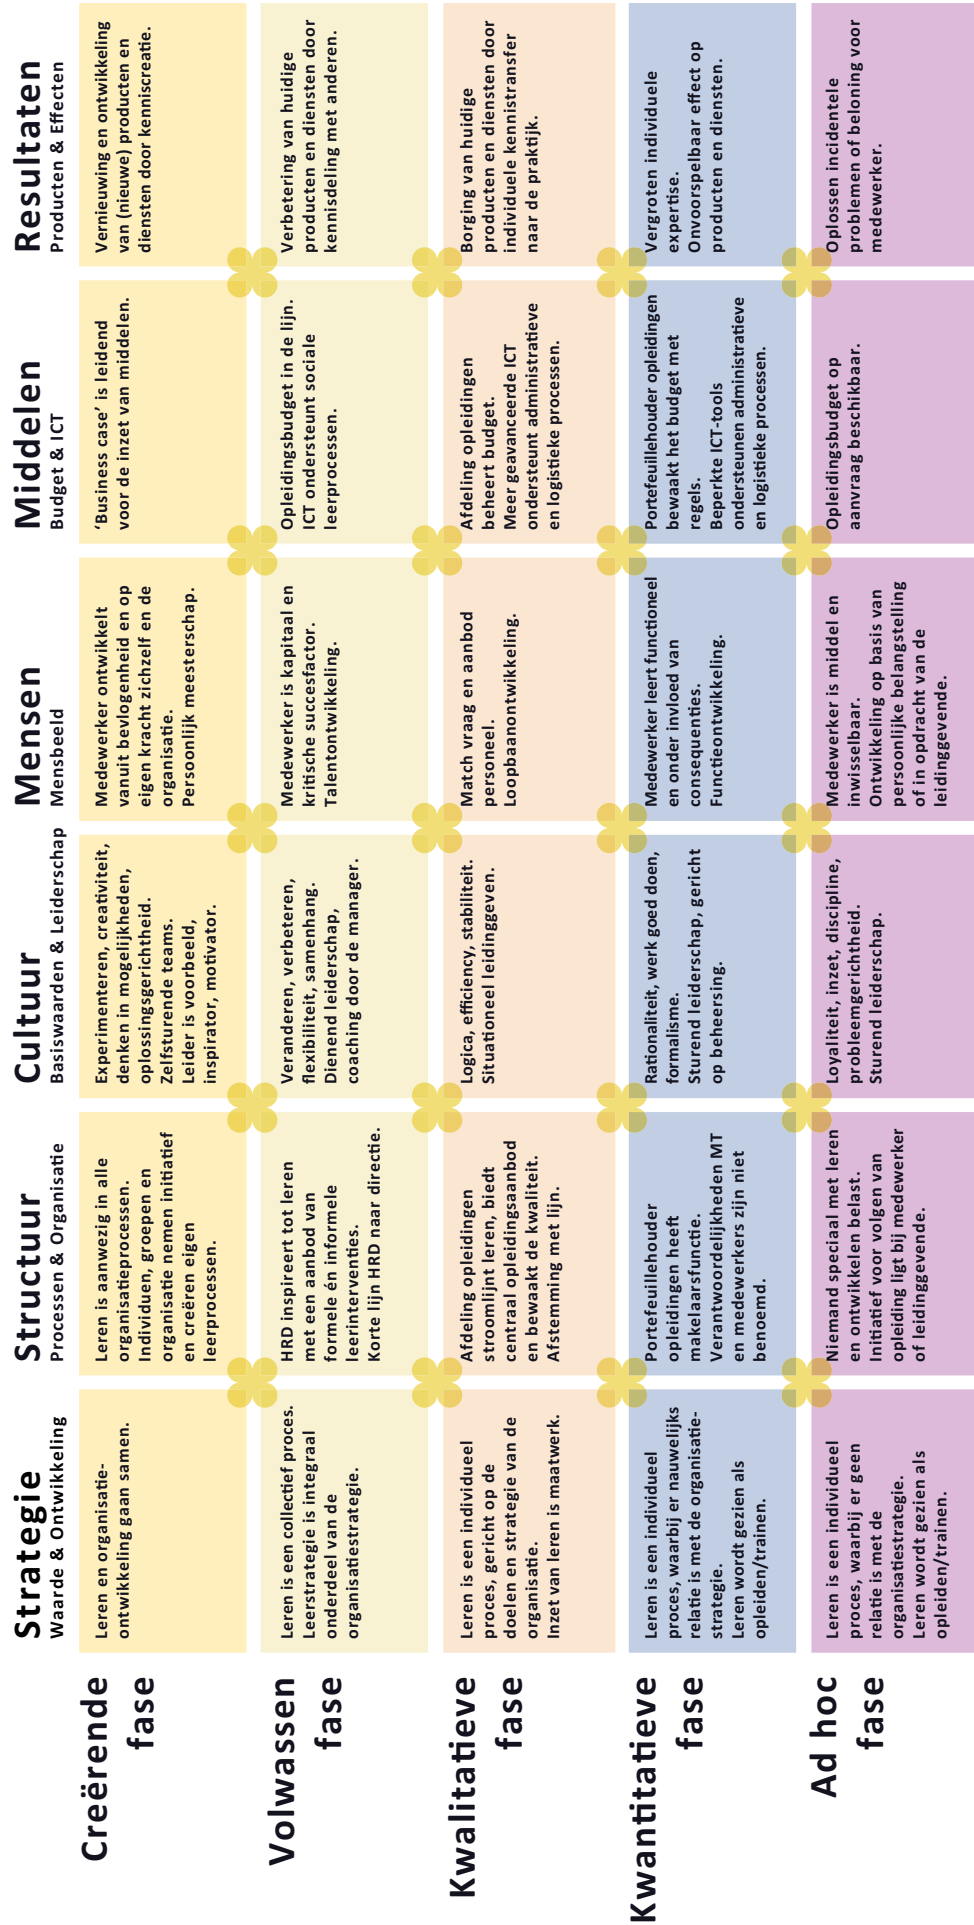 Strategie
Waarde & Ontwikkeling
Structuur
Processen & Organisatie
Cultuur
Basiswaarden & Leiderschap
Mensen
Mensbeeld
Middelen
Budget & ICT
Resultaten
Producten & Effecten
Creërende
fase
Leren en organisatie-
ontwikkeling gaan samen.
Leren is aanwezig in alle
organisatieprocessen.
Individuen, groepen en
organisatie nemen initiatief
en creëren eigen
leerprocessen.
Experimenteren, creativiteit,
denken in mogelijkheden,
oplossingsgerichtheid.
Zelfsturende teams.
Leider is voorbeeld,
inspirator, motivator.
Medewerker ontwikkelt
vanuit bevlogenheid en op
eigen kracht zichzelf en de
organisatie.
Persoonlijk meesterschap.
‘Business case’ is leidend
voor de inzet van middelen.
Vernieuwing en ontwikkeling
van (nieuwe) producten en
diensten door kenniscreatie.
Volwassen
fase
Leren is een collectief proces.
Leerstrategie is integraal
onderdeel van de
organisatiestrategie.
HRD inspireert tot leren
met een aanbod van
formele én informele
leerinterventies.
Korte lijn HRD naar directie.
Veranderen, verbeteren,
flexibiliteit, samenhang.
Dienend leiderschap,
coaching door de manager.
Medewerker is kapitaal en
kritische succesfactor.
Talentontwikkeling.
Opleidingsbudget in de lijn.
ICT ondersteunt sociale
leerprocessen.
Verbetering van huidige
producten en diensten door
kennisdeling met anderen.
Kwalitatieve
fase
Leren is een individueel
proces, gericht op de
doelen en strategie van de
organisatie.
Inzet van leren is maatwerk.
Afdeling opleidingen
stroomlijnt leren, biedt
centraal opleidingsaanbod
en bewaakt de kwaliteit.
Afstemming met lijn.
Logica, efficiency, stabiliteit.
Situationeel leidinggeven.
Match vraag en aanbod
personeel.
Loopbaanontwikkeling.
Afdeling opleidingen
beheert budget.
Meer geavanceerde ICT
ondersteunt administratieve
en logistieke processen.
Borging van huidige
producten en diensten door
individuele kennistransfer
naar de praktijk.
Kwantitatieve
fase
Leren is een individueel
proces, waarbij er nauwelijks
relatie is met de organisatie-
strategie.
Leren wordt gezien als
opleiden/trainen.
Portefeuillehouder
opleidingen heeft
makelaarsfunctie.
Verantwoordelijkheden MT
en medewerkers zijn niet
benoemd.
Rationaliteit, werk goed doen,
formalisme.
Sturend leiderschap, gericht
op beheersing.
Medewerker leert functioneel
en onder invloed van
consequenties.
Functieontwikkeling.
Portefeuillehouder opleidingen
bewaakt het budget met
regels.
Beperkte ICT-tools
ondersteunen administratieve
en logistieke processen.
Vergroten individuele
expertise.
Onvoorspelbaar effect op
producten en diensten.
Ad hoc
fase
Leren is een individueel
proces, waarbij er geen
relatie is met de
organisatiestrategie.
Leren wordt gezien als
opleiden/trainen.
Niemand speciaal met leren
en ontwikkelen belast.
Initiatief voor volgen van
opleiding ligt bij medewerker
of leidinggevende.
Loyaliteit, inzet, discipline,
probleemgerichtheid.
Sturend leiderschap.
Medewerker is middel en
inwisselbaar.
Ontwikkeling op basis van
persoonlijke belangstelling
of in opdracht van de
leidinggevende.
Opleidingsbudget op
aanvraag beschikbaar.
Oplossen incidentele
problemen of beloning voor
medewerker.